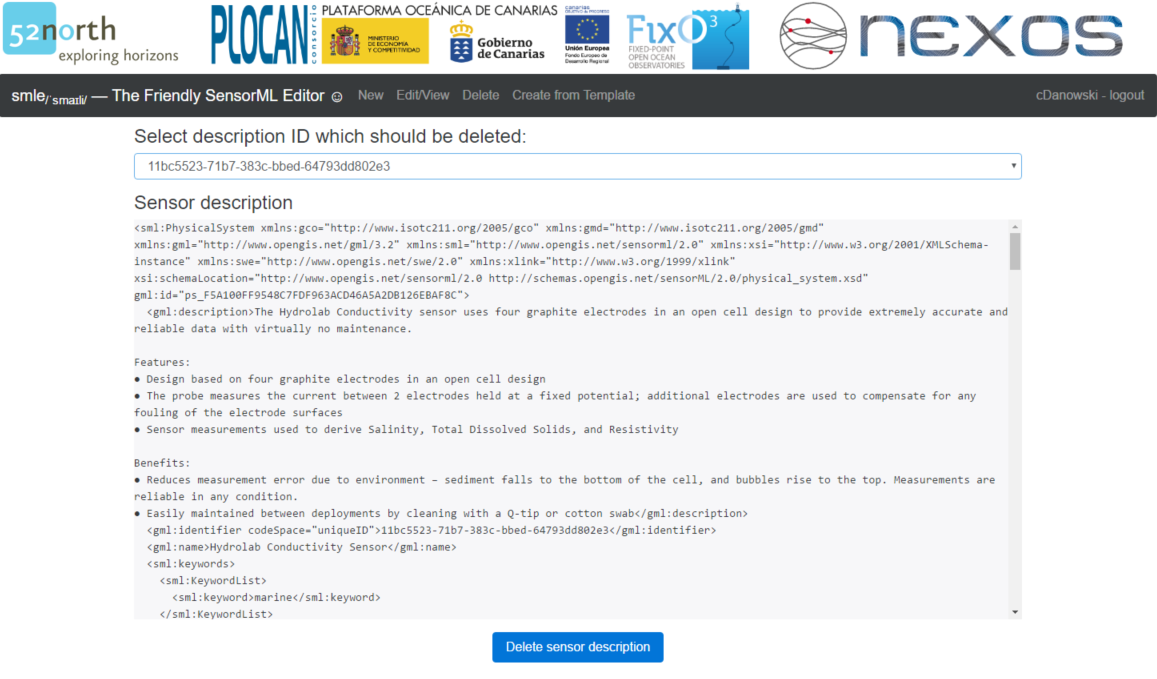 52north
exploring horizons
PLOCAN
consorcio
PLATAFORMA OCEÁNICA DE CANARIAS
MINISTERIO
DE ECONOMÍA
Y COMPETITIVIDAD
Gobierno
de Canarias
canarias
Unión Europea
Fondo Europeo de
Desarrollo Regional
FixO3
FIXED-POINT
OPEN OCEAN
OBSERVATORIES
NEXOS
smle/ˈsmaɪli/ — The Friendly SensorML Editor ☺ New Edit/View Delete Create from Template cDanowski - logout
Select description ID which should be deleted:
11bc5523-71b7-383c-bbed-64793dd802e3
Sensor description
<sml:PhysicalSystem xmlns:gco="http://www.isotc211.org/2005/gco" xmlns:gmd="http://www.isotc211.org/2005/gmd"
xmlns:gml="http://www.opengis.net/gml/3.2" xmlns:sml="http://www.opengis.net/sensorml/2.0" xmlns:xsi="http://www.w3.org/2001/XMLSchema-
instance" xmlns:swe="http://www.opengis.net/swe/2.0" xmlns:xlink="http://www.w3.org/1999/xlink"
xsi:schemaLocation="http://www.opengis.net/sensorml/2.0 http://schemas.opengis.net/sensorML/2.0/physical_system.xsd"
gml:id="ps_F5A100FF9548C7FDF963ACD46A5A2DB126EBAF8C">
<gml:description>The Hydrolab Conductivity sensor uses four graphite electrodes in an open cell design to provide extremely accurate and
reliable data with virtually no maintenance.
Features:
● Design based on four graphite electrodes in an open cell design
● The probe measures the current between 2 electrodes held at a fixed potential; additional electrodes are used to compensate for any
fouling of the electrode surfaces
● Sensor measurements used to derive Salinity, Total Dissolved Solids, and Resistivity
Benefits:
● Reduces measurement error due to environment – sediment falls to the bottom of the cell, and bubbles rise to the top. Measurements are
reliable in any condition.
● Easily maintained between deployments by cleaning with a Q-tip or cotton swab</gml:description>
<gml:identifier codeSpace="uniqueID">11bc5523-71b7-383c-bbed-64793dd802e3</gml:identifier>
<gml:name>Hydrolab Conductivity Sensor</gml:name>
<sml:keywords>
<sml:KeywordList>
<sml:keyword>marine</sml:keyword>
</sml:KeywordList>
Delete sensor description